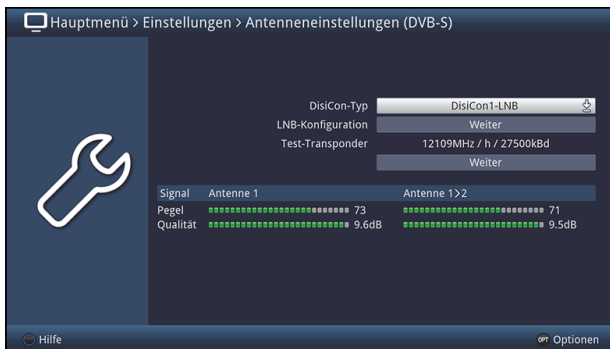 Hauptmenü > Einstellungen > Antenneneinstellungen (DVB-S)
DisiCon-Typ DisiCon1-LNB
LNB-Konfiguration Weiter
Test-Transponder 12109MHz / h / 27500kBd
Weiter
Signal Antenne 1 Antenne 1>2
Pegel 73 71
Qualität 9.6dB 9.5dB
Hilfe OPT Optionen